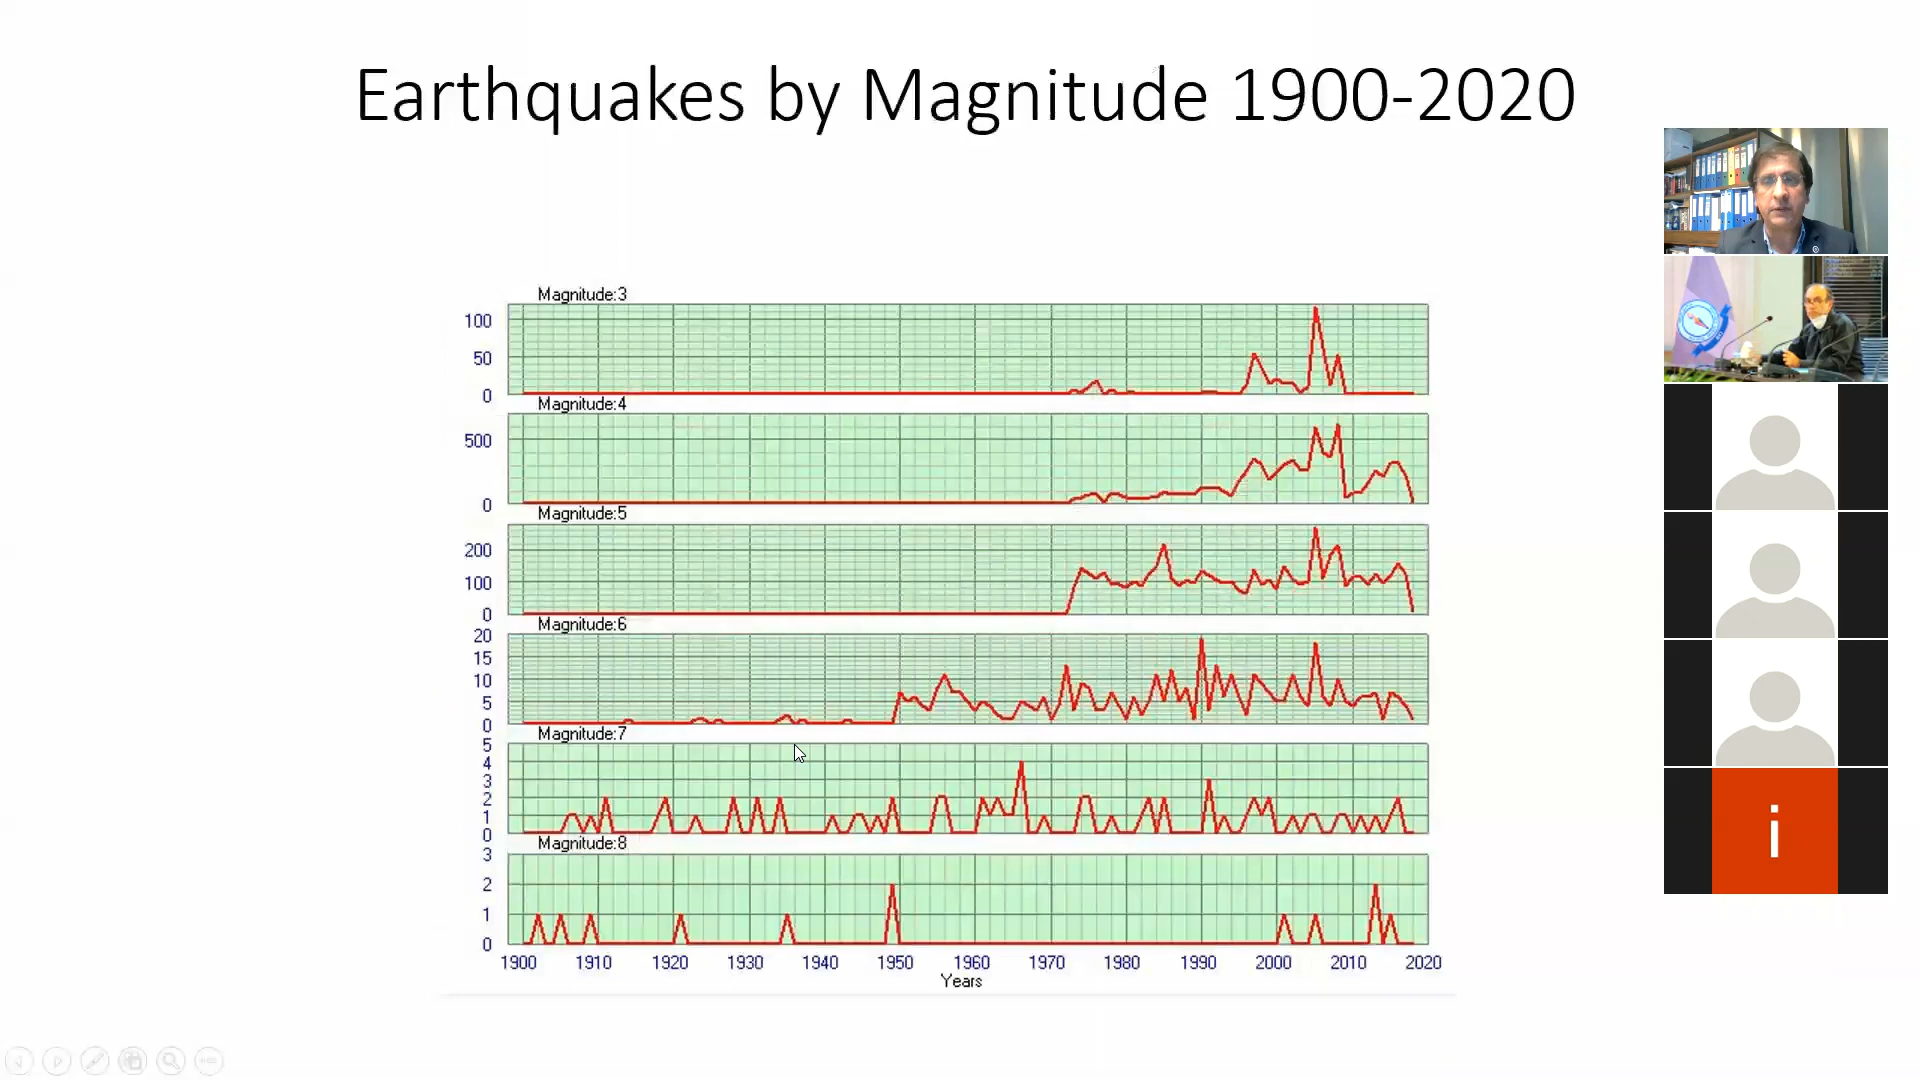 Earthquakes by Magnitude 1900-2020
Magnitude:3
100
50
0
Magnitude:4
500
0
Magnitude:5
200
100
0
Magnitude:6
20
15
10
5
0
Magnitude:7
5
4
3
2
1
0
Magnitude:8
3
2
1
0
1900 1910 1920 1930 1940 1950 1960 1970 1980 1990 2000 2010 2020
Years
i